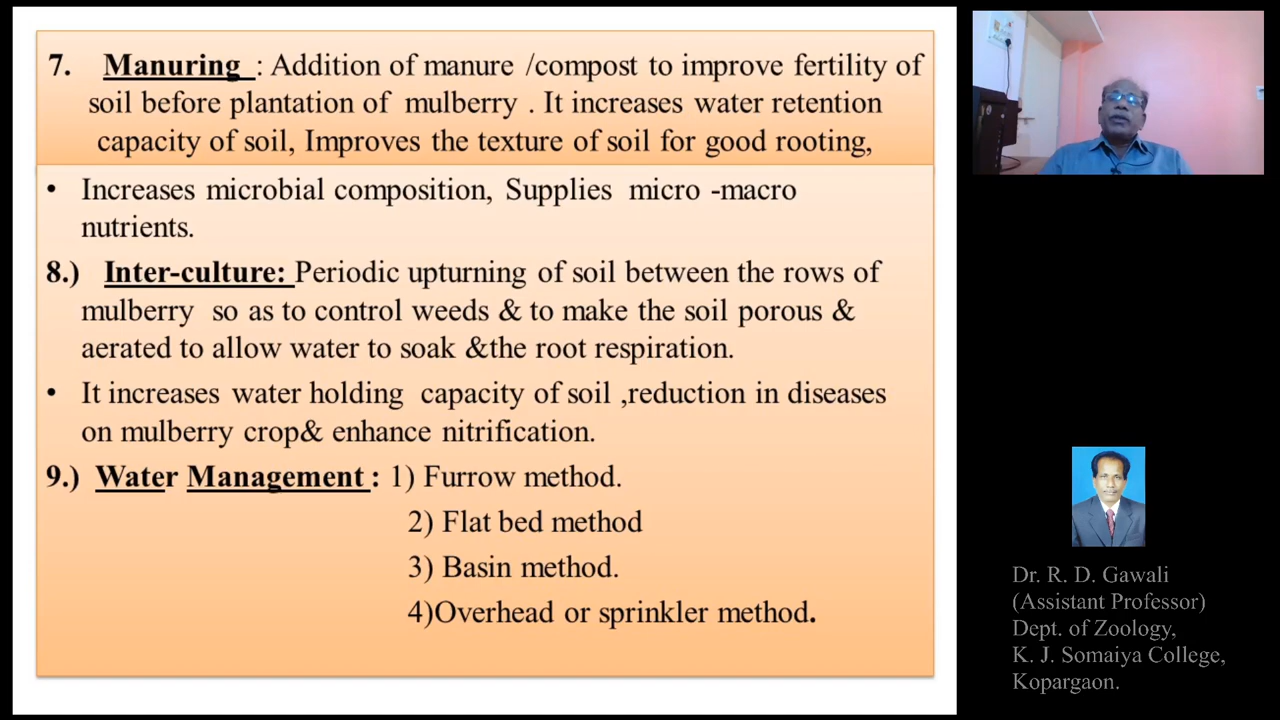 7. Manuring : Addition of manure /compost to improve fertility of
soil before plantation of mulberry . It increases water retention
capacity of soil, Improves the texture of soil for good rooting,
• Increases microbial composition, Supplies micro -macro
nutrients.
8.) Inter-culture: Periodic upturning of soil between the rows of
mulberry so as to control weeds & to make the soil porous &
aerated to allow water to soak &the root respiration.
• It increases water holding capacity of soil ,reduction in diseases
on mulberry crop& enhance nitrification.
9.) Water Management : 1) Furrow method.
2) Flat bed method
3) Basin method.
4)Overhead or sprinkler method.
Dr. R. D. Gawali
(Assistant Professor)
Dept. of Zoology,
K. J. Somaiya College,
Kopargaon.